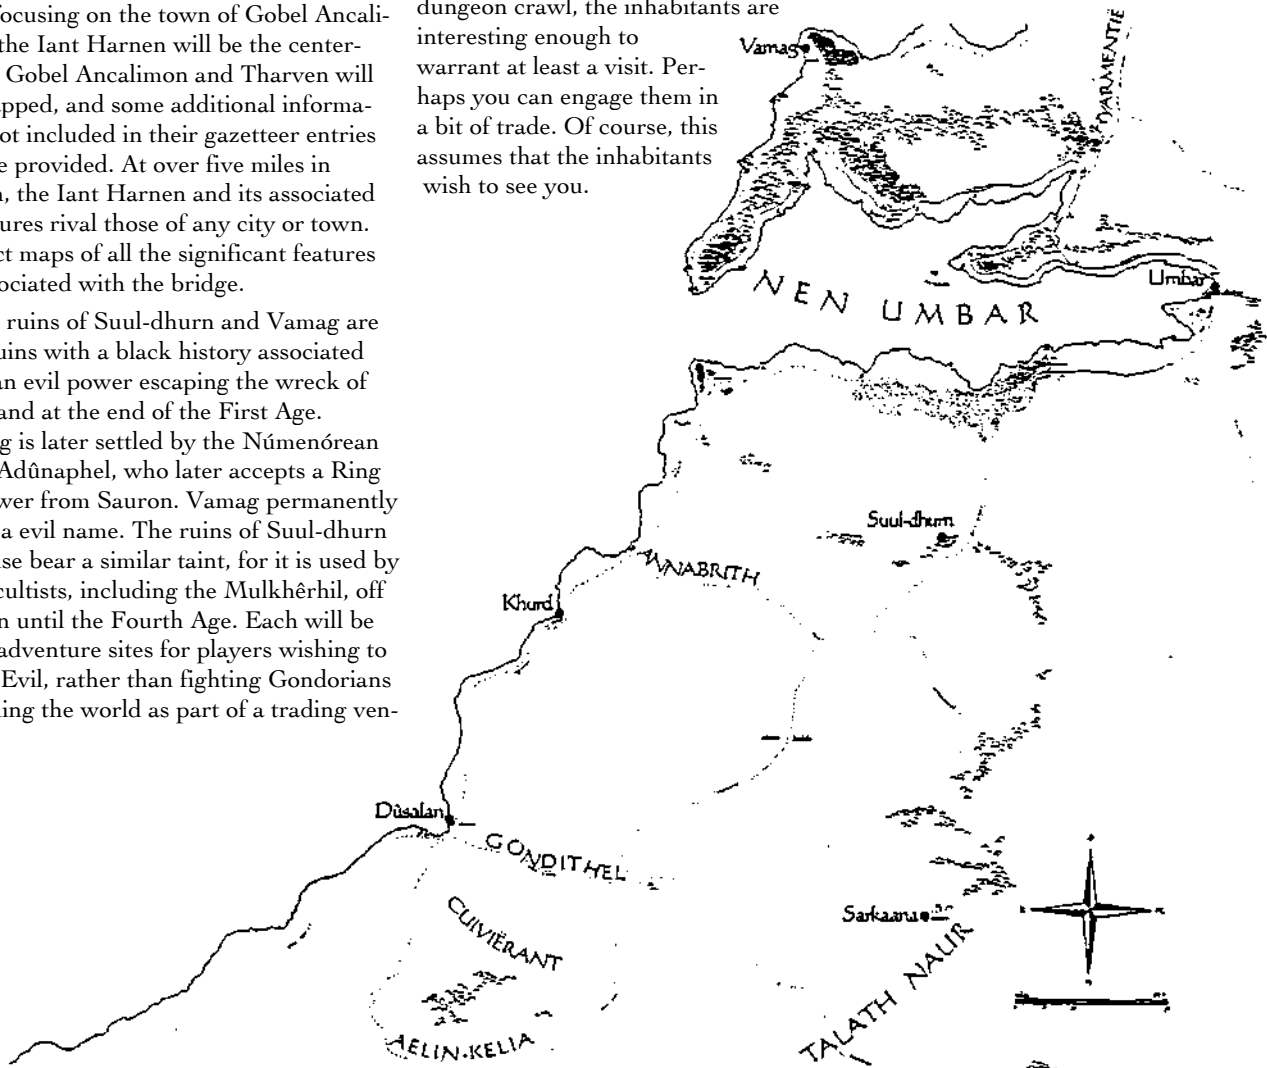 focusing on the town of Gobel Ancali-
the Iant Harnen will be the center-
Gobel Ancalimon and Tharven will
pped, and some additional informa-
ot included in their gazetteer entries
e provided. At over five miles in
, the Iant Harnen and its associated
ures rival those of any city or town.
ct maps of all the significant features
ociated with the bridge.
ruins of Suul-dhurn and Vamag are
uins with a black history associated
an evil power escaping the wreck of
and at the end of the First Age.
g is later settled by the Númenórean
Adûnaphel, who later accepts a Ring
wer from Sauron. Vamag permanently
a evil name. The ruins of Suul-dhurn
se bear a similar taint, for it is used by
cultists, including the Mulkhêrhil, off
n until the Fourth Age. Each will be
adventure sites for players wishing to
Evil, rather than fighting Gondorians
ing the world as part of a trading ven-
dungeon crawl, the inhabitants are
interesting enough to
warrant at least a visit. Per-
haps you can engage them in
a bit of trade. Of course, this
assumes that the inhabitants
wish to see you.
Vamag
DARMENTIË
NEN UMBAR
Umbar
Suul-dhurn
ANNABRITH
Khurd
Dûsalan
GONDITHEL
CUIVIËRANT
Sarkaana
TALATH NAUR
AELIN-KELIA